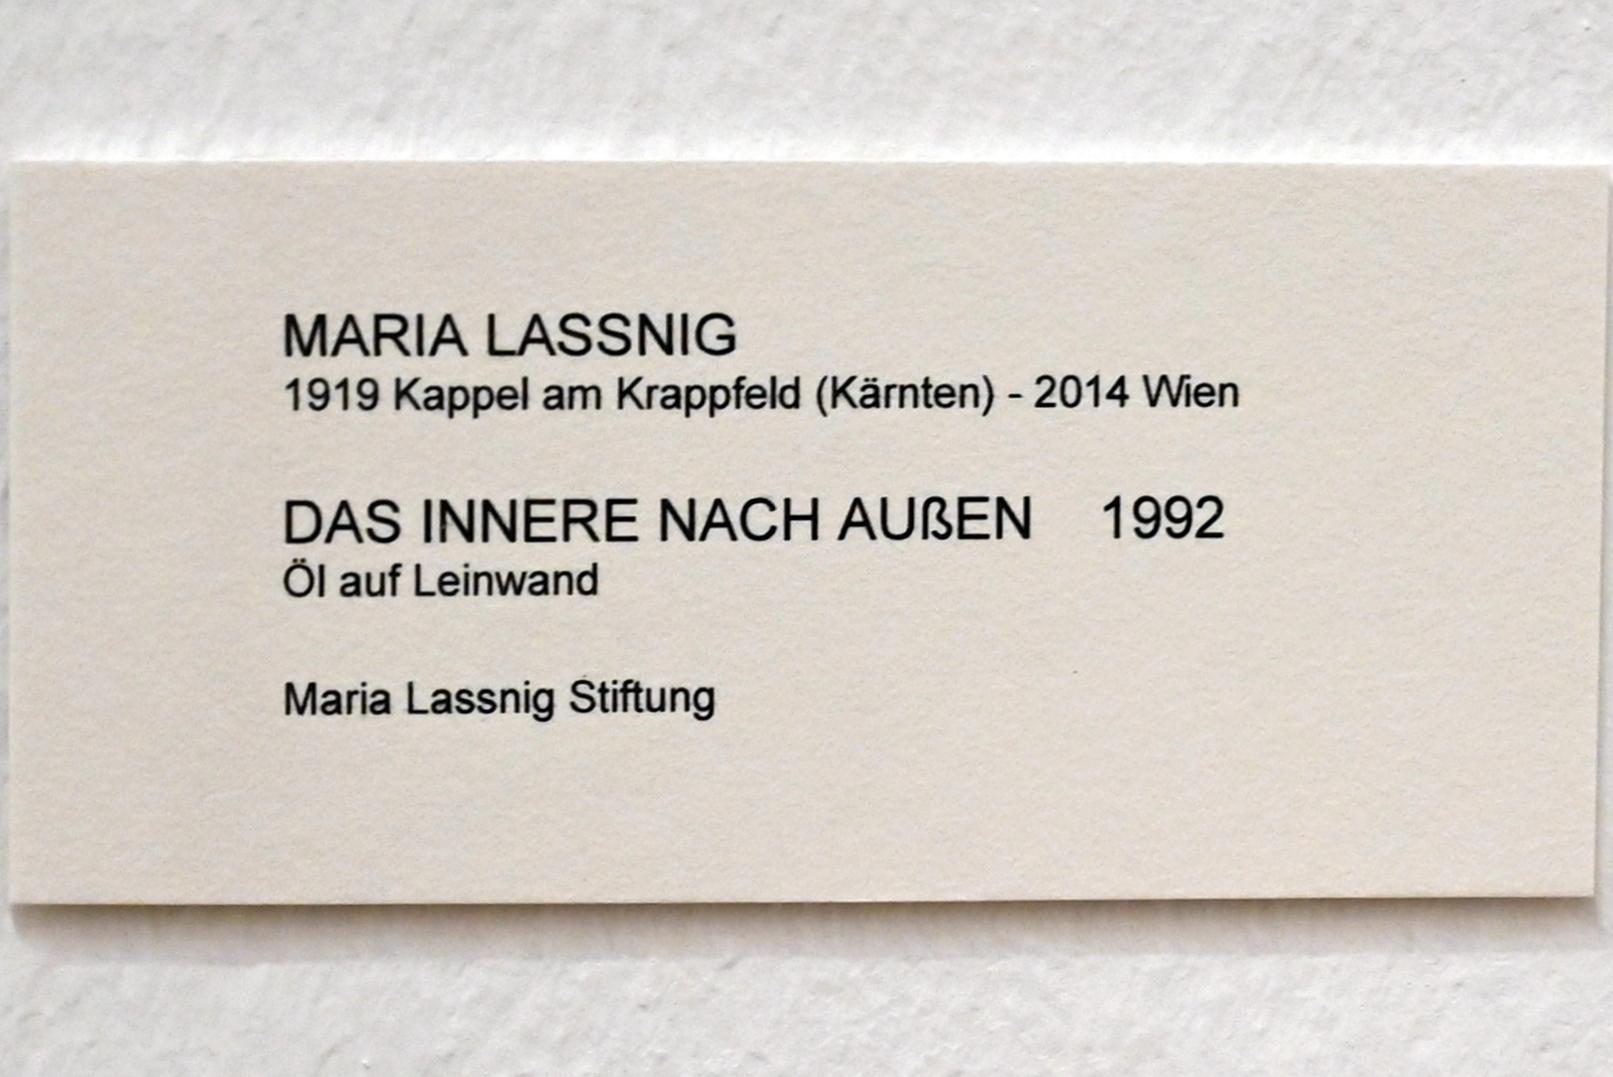 MARIA LASSNIG
1919 Kappel am Krappfeld (Kärnten) - 2014 Wien
DAS INNERE NACH AUßEN 1992
Öl auf Leinwand
Maria Lassnig Stiftung